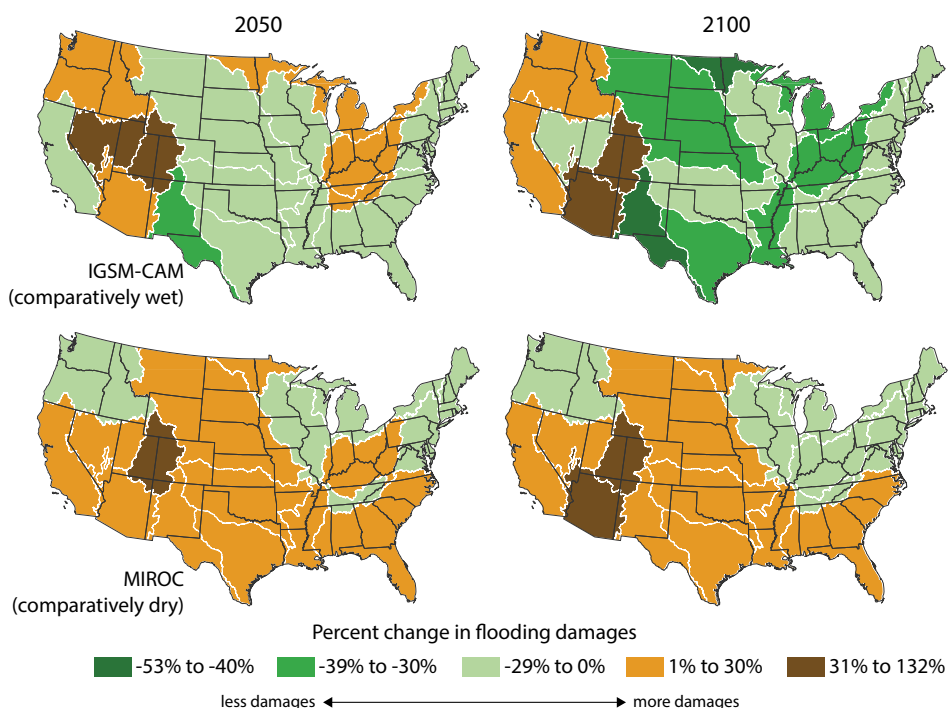 2050
2100
IGSM-CAM
(comparatively wet)
MIROC
(comparatively dry)
Percent change in flooding damages
-53% to -40%
-39% to -30%
-29% to 0%
1% to 30%
31% to 132%
less damages
more damages